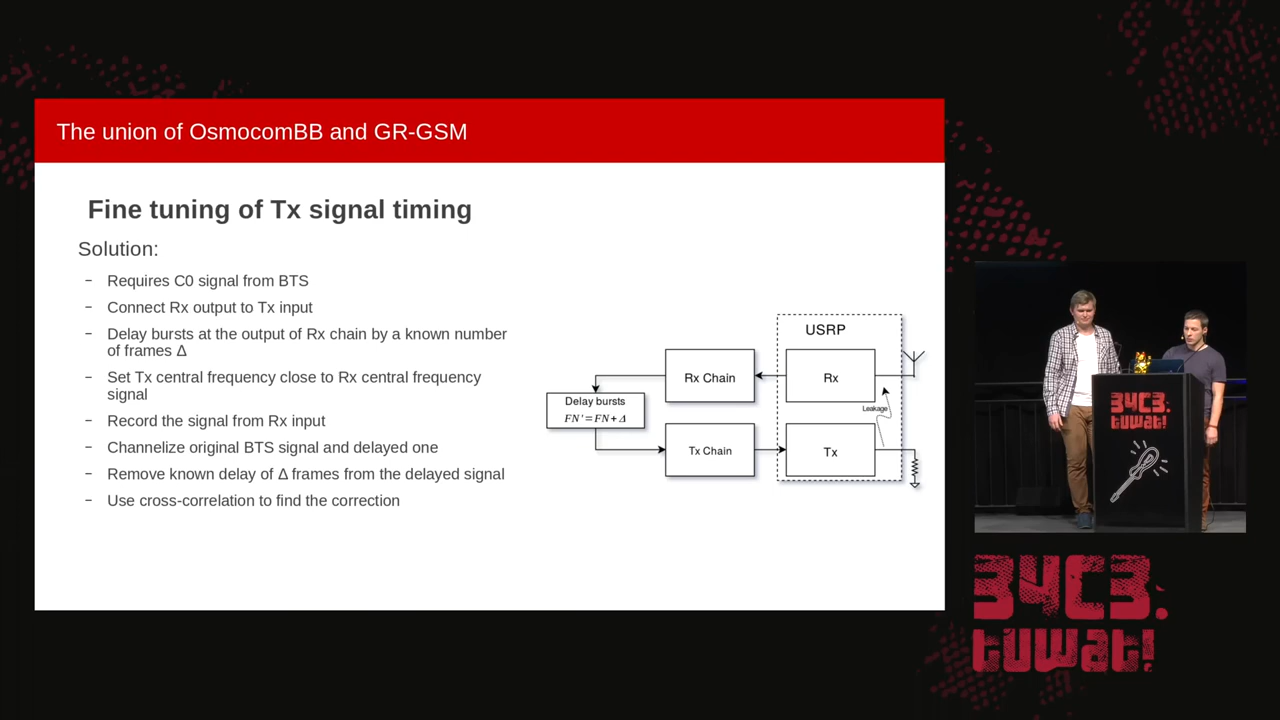 The union of OsmocomBB and GR-GSM
Fine tuning of Tx signal timing
Solution:
− Requires C0 signal from BTS
− Connect Rx output to Tx input
− Delay bursts at the output of Rx chain by a known number
of frames Δ
− Set Tx central frequency close to Rx central frequency
signal
− Record the signal from Rx input
− Channelize original BTS signal and delayed one
− Remove known delay of Δ frames from the delayed signal
− Use cross-correlation to find the correction
USRP
Rx Chain
Rx
Delay bursts
FN'=FN+Δ
Leakage
Tx Chain
Tx
34C3.
tuwat!
34C3.
tuwat!